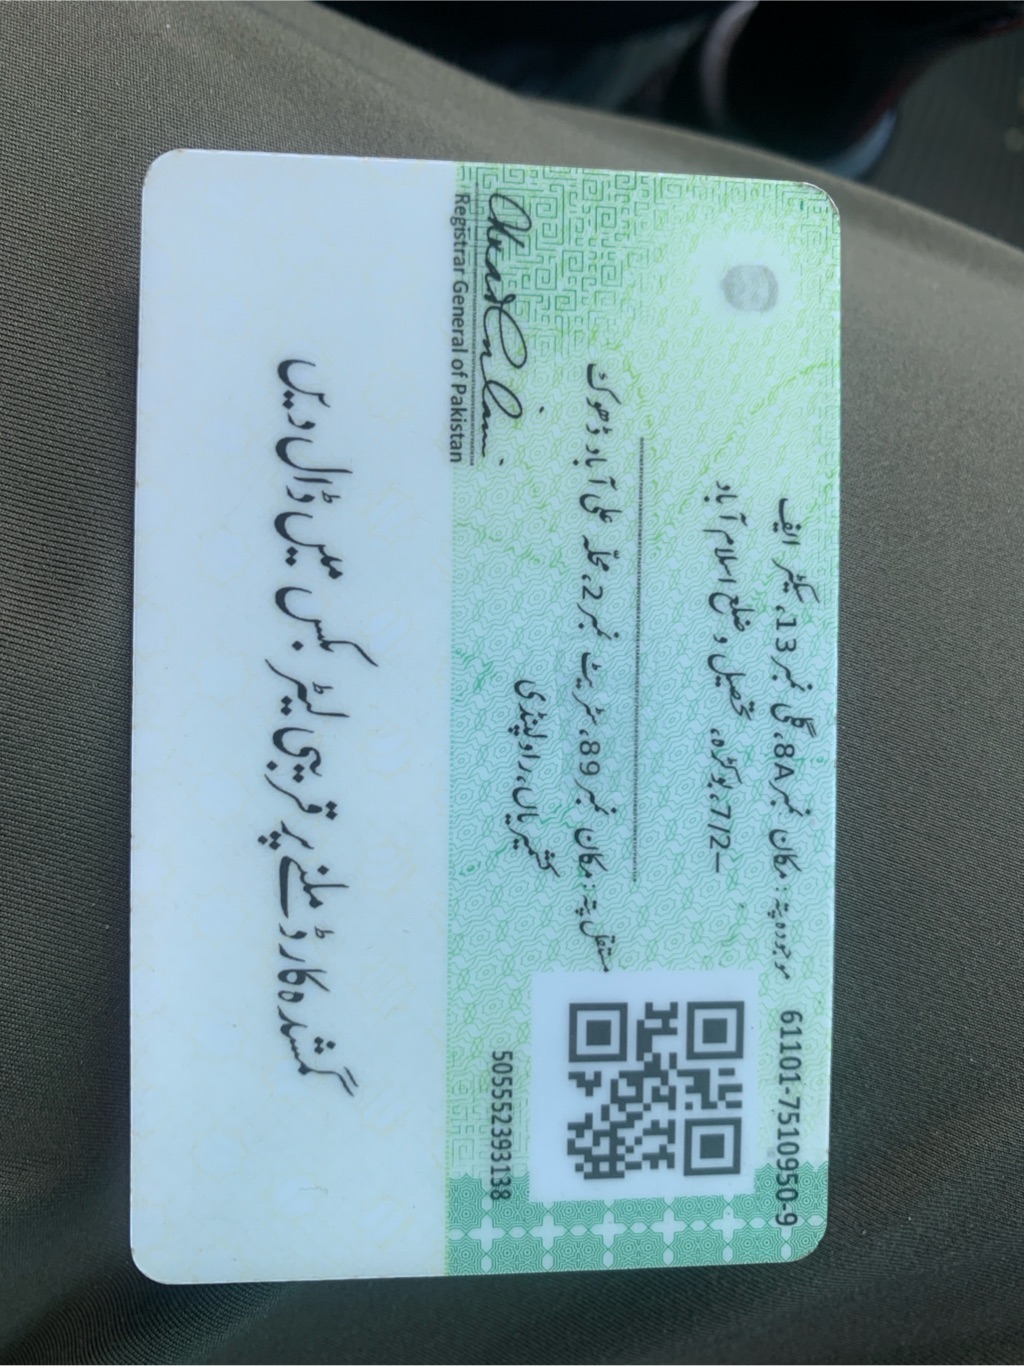 61101-7510950-9
موجودہ پتہ: مکان نمبر 8A، گلی نمبر 13، سیکٹر ایف
–7/2، بوکڑہ، تحصیل و ضلع اسلام آباد
مستقل پتہ: مکان نمبر 89، سٹریٹ نمبر 2، محلہ علی آباد ڈھوک
کشمیریاں، راولپنڈی
505552393138
Registrar General of Pakistan
گمشدہ کارڈ ملنے پر قریبی لیٹر بکس میں ڈال دیں